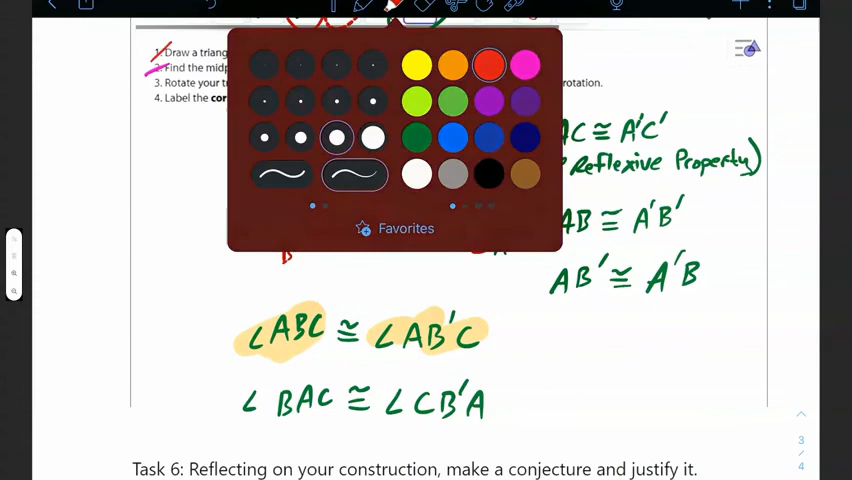 1. Draw a triang
2. Find the midp
3. Rotate your tr rotation.
4. Label the cor
AC ≅ A'C'
Reflexive Property)
Favorites
AB ≅ A'B'
B
A
AB' ≅ A'B
∠ABC ≅ ∠AB'C
∠BAC ≅ ∠CB'A
3
/
4
Task 6: Reflecting on your construction, make a conjecture and justify it.